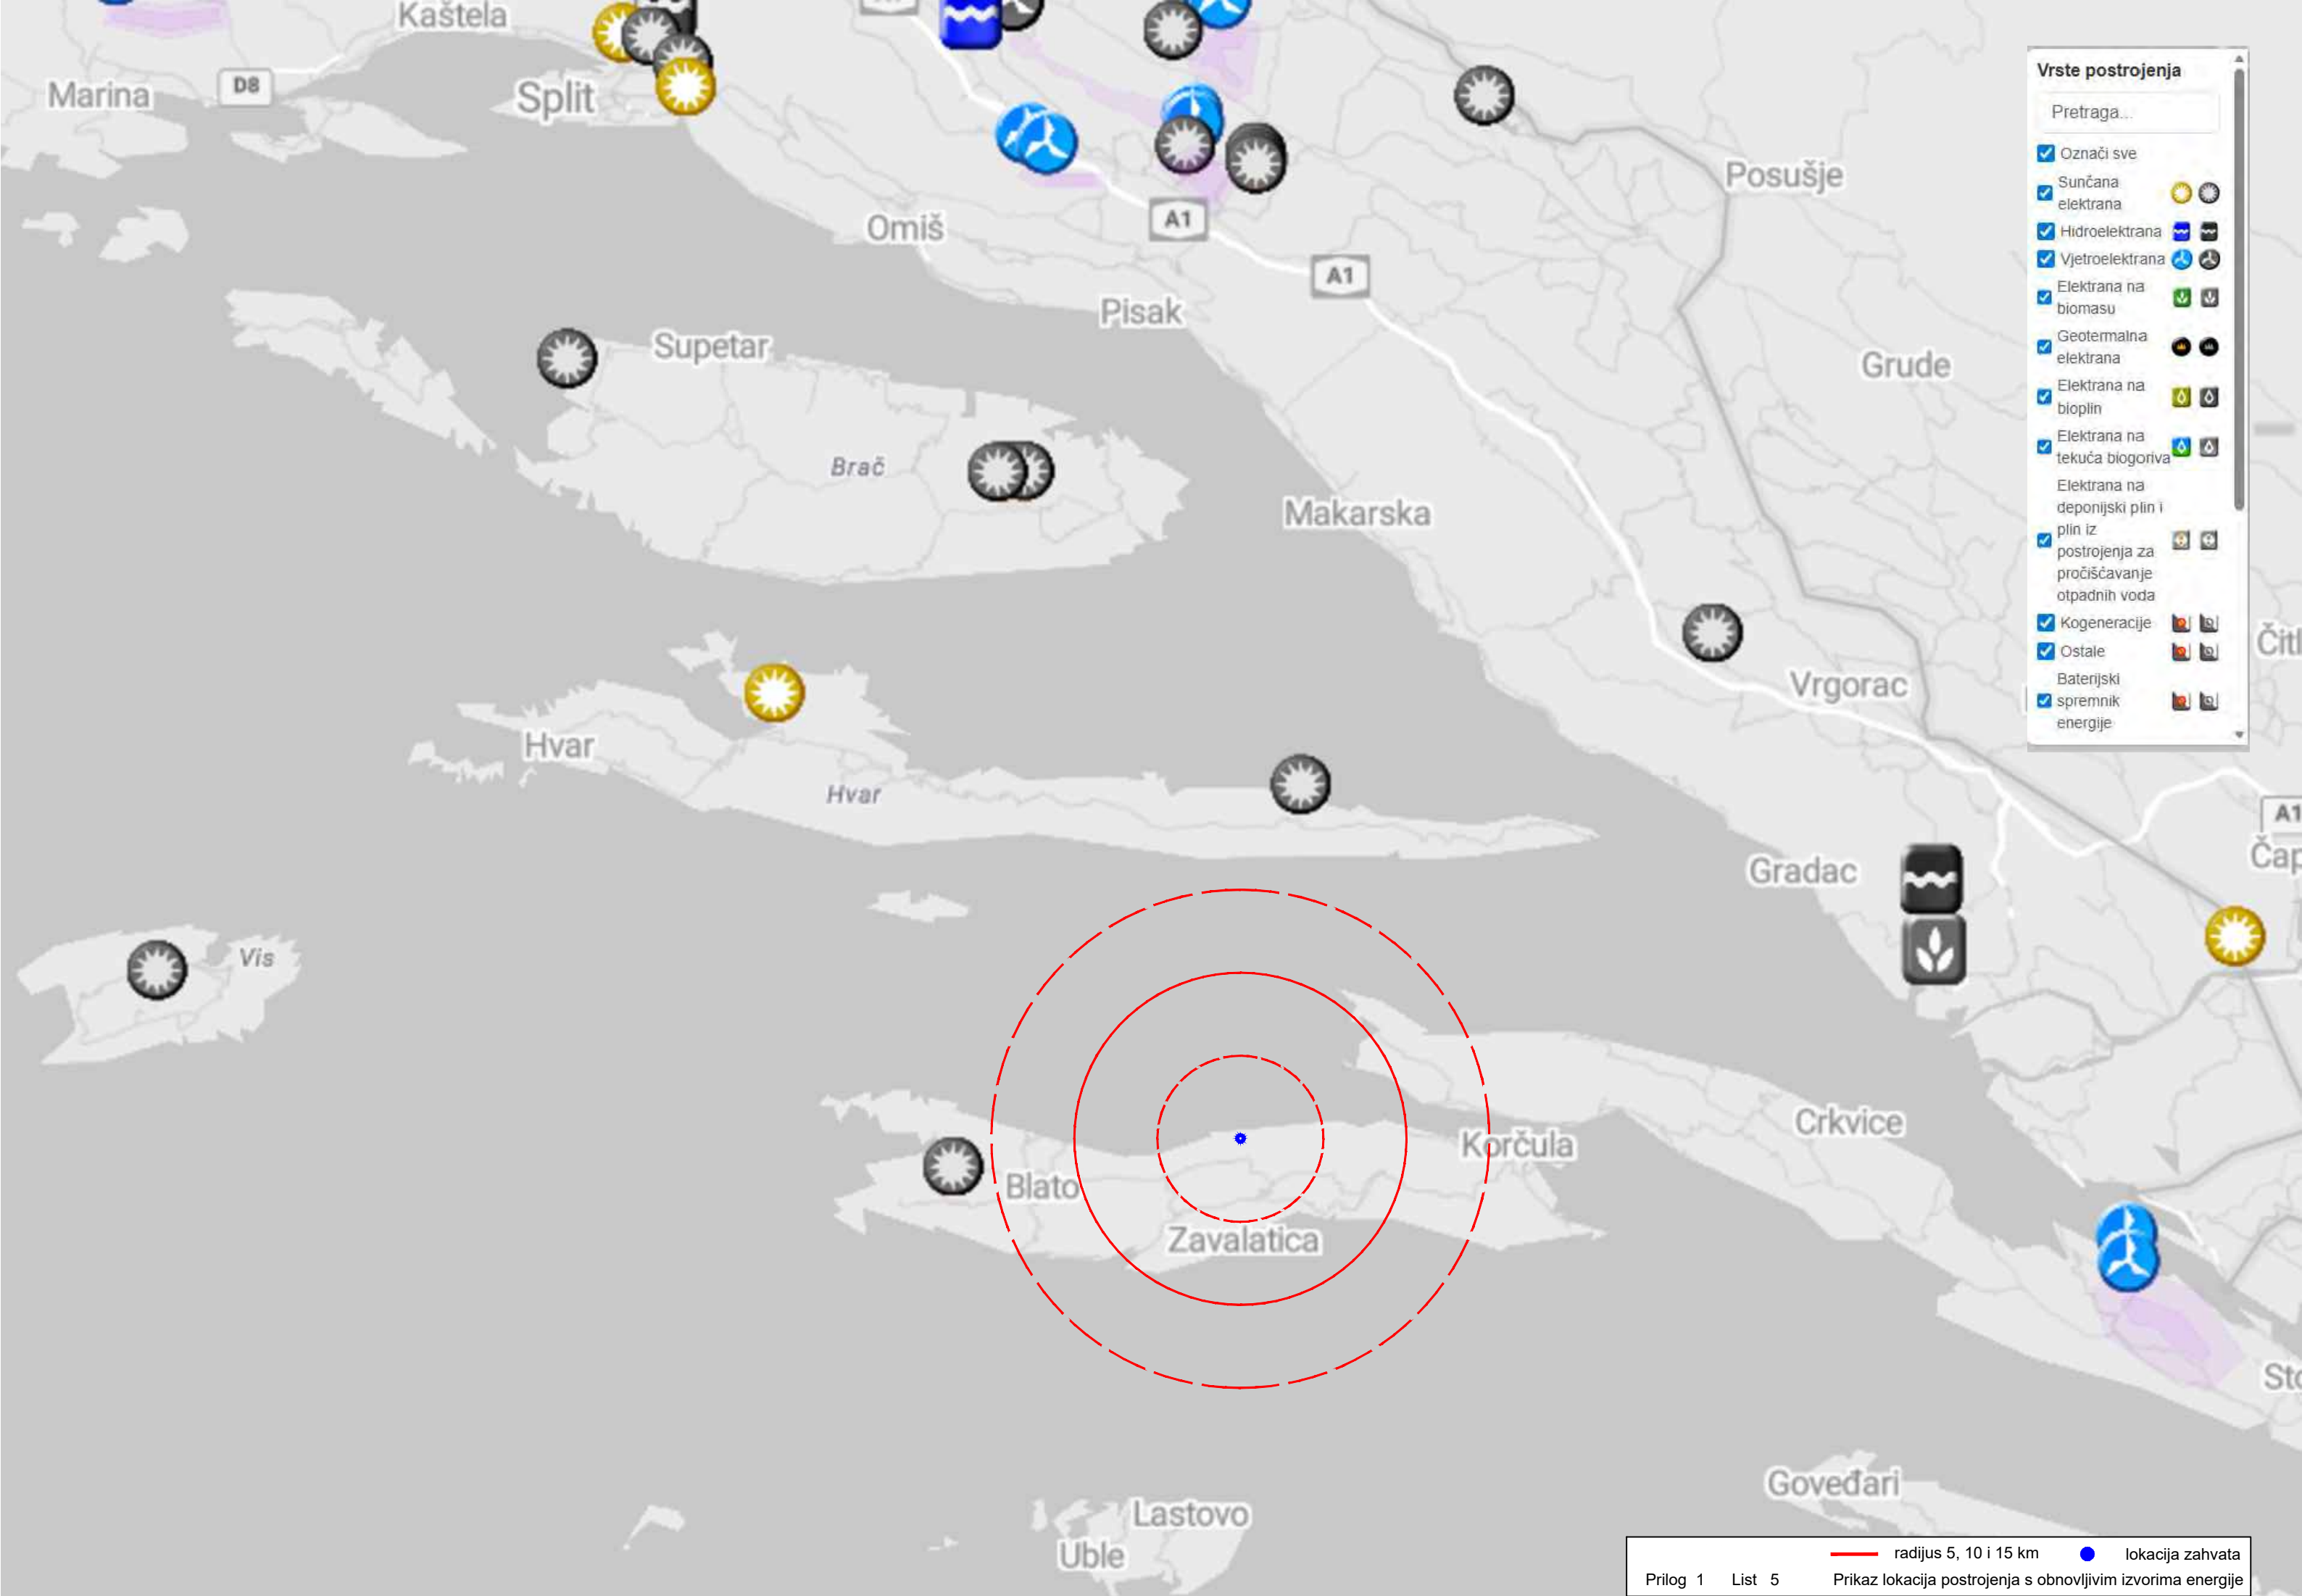 Kaštela
Marina
D8
Split
Omiš
A1
A1
Pisak
Posušje
Grude
Supetar
Brač
Makarska
Vrgorac
Hvar
Hvar
Gradac
Vis
Blato
Korčula
Zavalatica
Crkvice
Goveđari
Lastovo
Uble
Čitl
A1
Čap
Sto
Vrste postrojenja
Pretraga...
Označi sve
Sunčana
elektrana
Hidroelektrana
Vjetroelektrana
Elektrana na
biomasu
Geotermalna
elektrana
Elektrana na
bioplin
Elektrana na
tekuća biogoriva
Elektrana na
deponijski plin i
plin iz
postrojenja za
pročišćavanje
otpadnih voda
Kogeneracije
Ostale
Baterijski
spremnik
energije
radijus 5, 10 i 15 km lokacija zahvata
Prilog 1 List 5 Prikaz lokacija postrojenja s obnovljivim izvorima energije